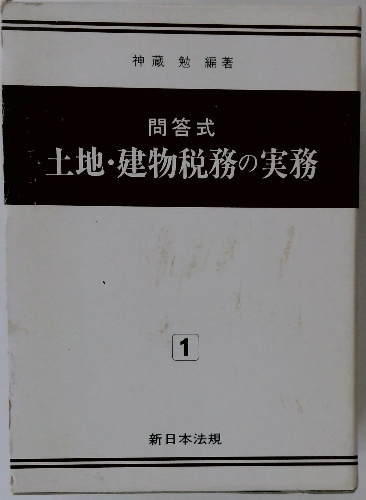 神蔵 勉 編著
問答式
土地・建物税務の実務
1
新日本法規